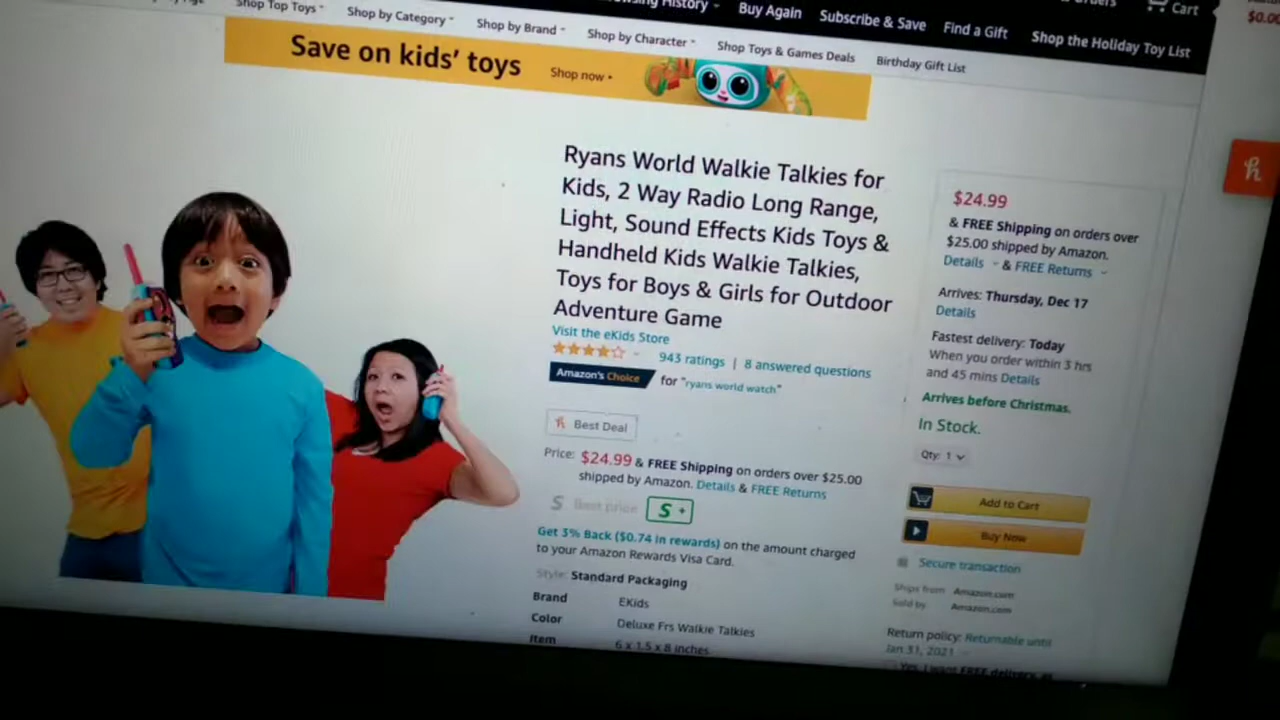 History
Buy Again
Subscribe & Save
Find a Gift
Shop the Holiday Toy List
Cart
Shop Top Toys
Shop by Category
Shop by Brand
Shop by Character
Shop Toys & Games Deals
Birthday Gift List
Save on kids' toys
Shop now
Ryans World Walkie Talkies for
Kids, 2 Way Radio Long Range,
Light, Sound Effects Kids Toys &
Handheld Kids Walkie Talkies,
Toys for Boys & Girls for Outdoor
Adventure Game
Visit the eKids Store
943 ratings | 8 answered questions
Amazon's Choice for "ryans world watch"
Best Deal
Price: $24.99 & FREE Shipping on orders over $25.00
shipped by Amazon. Details & FREE Returns
S Best price S +
Get 3% Back ($0.74 in rewards) on the amount charged
to your Amazon Rewards Visa Card.
Style: Standard Packaging
Brand EKids
Color Deluxe Frs Walkie Talkies
Item 6 x 1.5 x 8 inches
$24.99
& FREE Shipping on orders over
$25.00 shipped by Amazon.
Details & FREE Returns
Arrives: Thursday, Dec 17
Details
Fastest delivery: Today
When you order within 3 hrs
and 45 mins Details
Arrives before Christmas.
In Stock.
Qty: 1
Add to Cart
Buy Now
Secure transaction
Ships from Amazon.com
Sold by Amazon.com
Return policy: Returnable until
Jan 31, 2021
Yes, I want FREE delivery, as
h